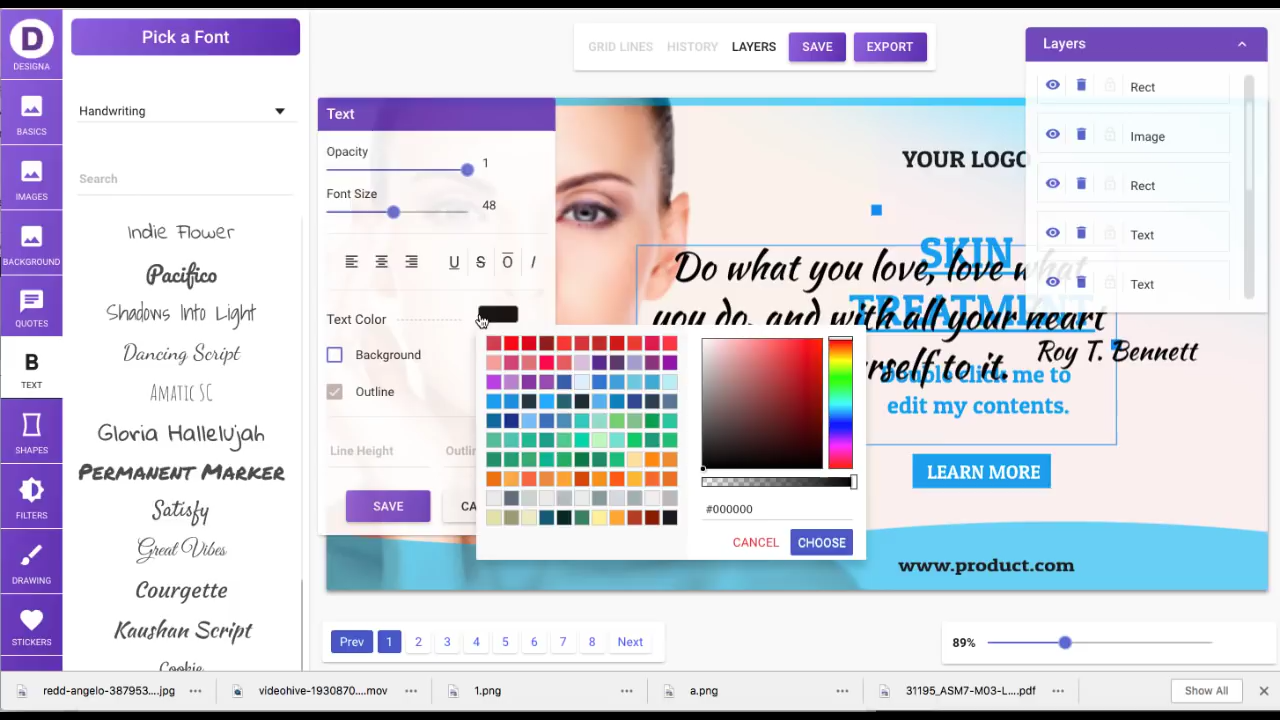 D
DESIGNA
BASICS
IMAGES
BACKGROUND
QUOTES
B
TEXT
SHAPES
FILTERS
DRAWING
STICKERS
Pick a Font
Handwriting
Search
Indie Flower
Pacifico
Shadows Into Light
Dancing Script
AMATIC SC
Gloria Hallelujah
PERMANENT MARKER
Satisfy
Great Vibes
Courgette
Kaushan Script
Cookie
GRID LINES
HISTORY
LAYERS
SAVE
EXPORT
Text
Opacity
1
Font Size
48
U S O I
Text Color
Background
Outline
Line Height
SAVE
#000000
CANCEL
CHOOSE
Layers
Rect
Image
Rect
Text
Text
YOUR LOGO
SKIN
TREATMENT
Do what you love, love what
you do, and with all your heart
to it.
Roy T. Bennett
Double click me to
edit my contents.
LEARN MORE
www.product.com
Prev 1 2 3 4 5 6 7 8 Next
89%
redd-angelo-387953....jpg
videohive-1930870....mov
1.png
a.png
31195_ASM7-M03-L....pdf
Show All